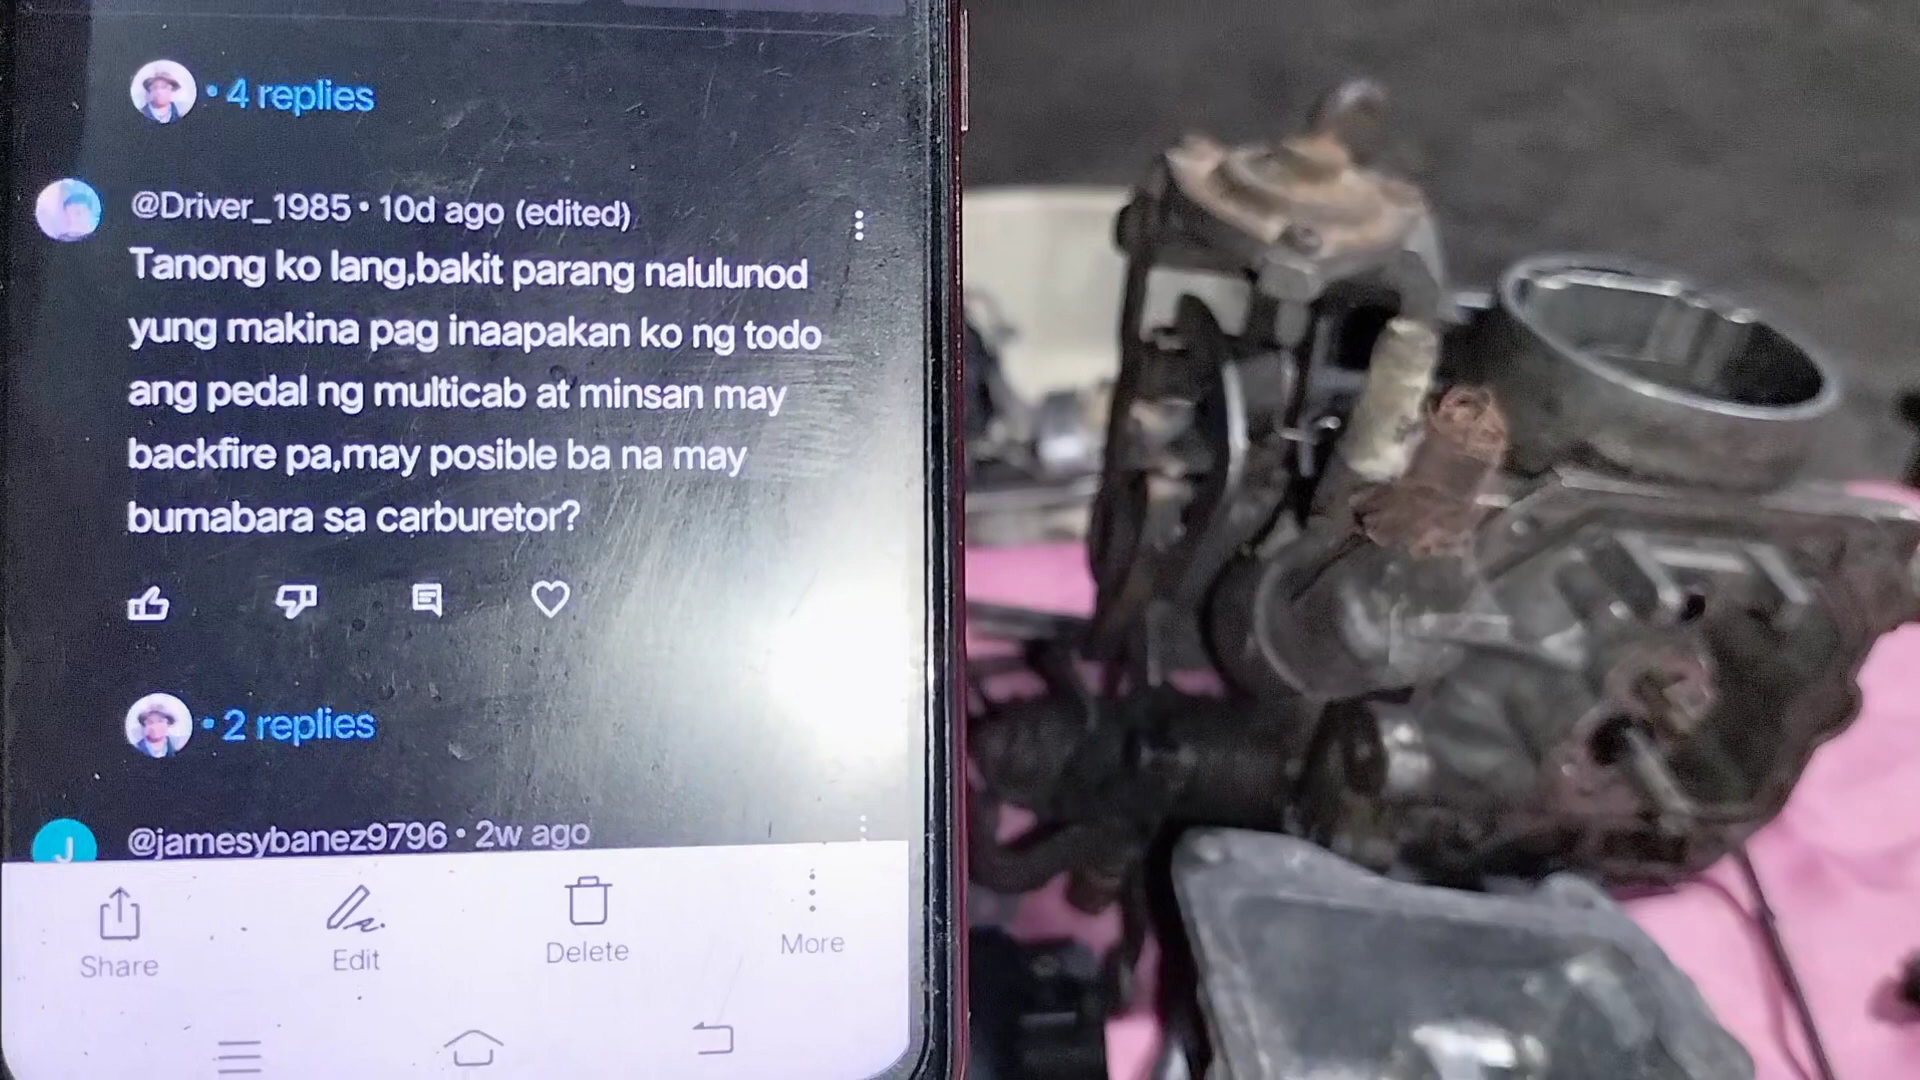 • 4 replies
@Driver_1985 • 10d ago (edited)
Tanong ko lang,bakit parang nalulunod
yung makina pag inaapakan ko ng todo
ang pedal ng multicab at minsan may
backfire pa,may posible ba na may
bumabara sa carburetor?
• 2 replies
J
@jamesybanez9796 • 2w ago
Share
Edit
Delete
More